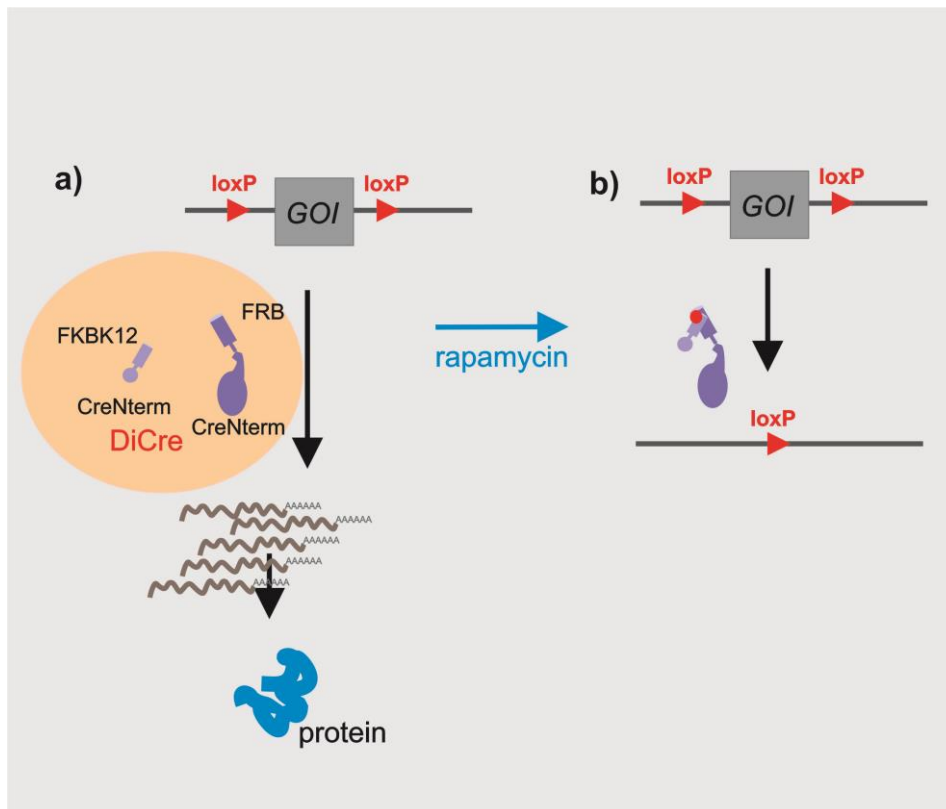 a)
loxP
loxP
GOI
FKBK12
FRB
CreNterm
CreNterm
DiCre
AAAAAA
AAAAAA
AAAAAA
AAAAAA
AAAAAA
protein
rapamycin
b)
loxP
loxP
GOI
loxP